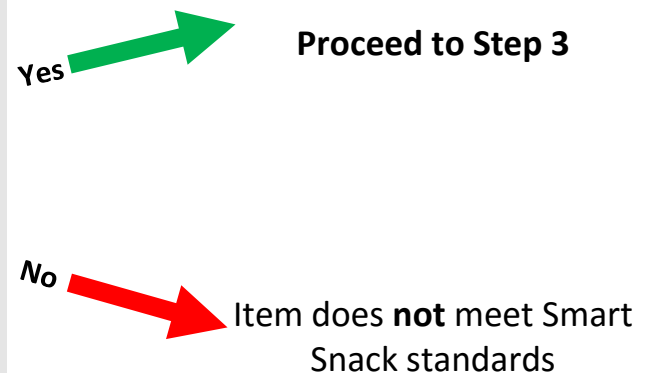 Yes
Proceed to Step 3
No
Item does not meet Smart
Snack standards